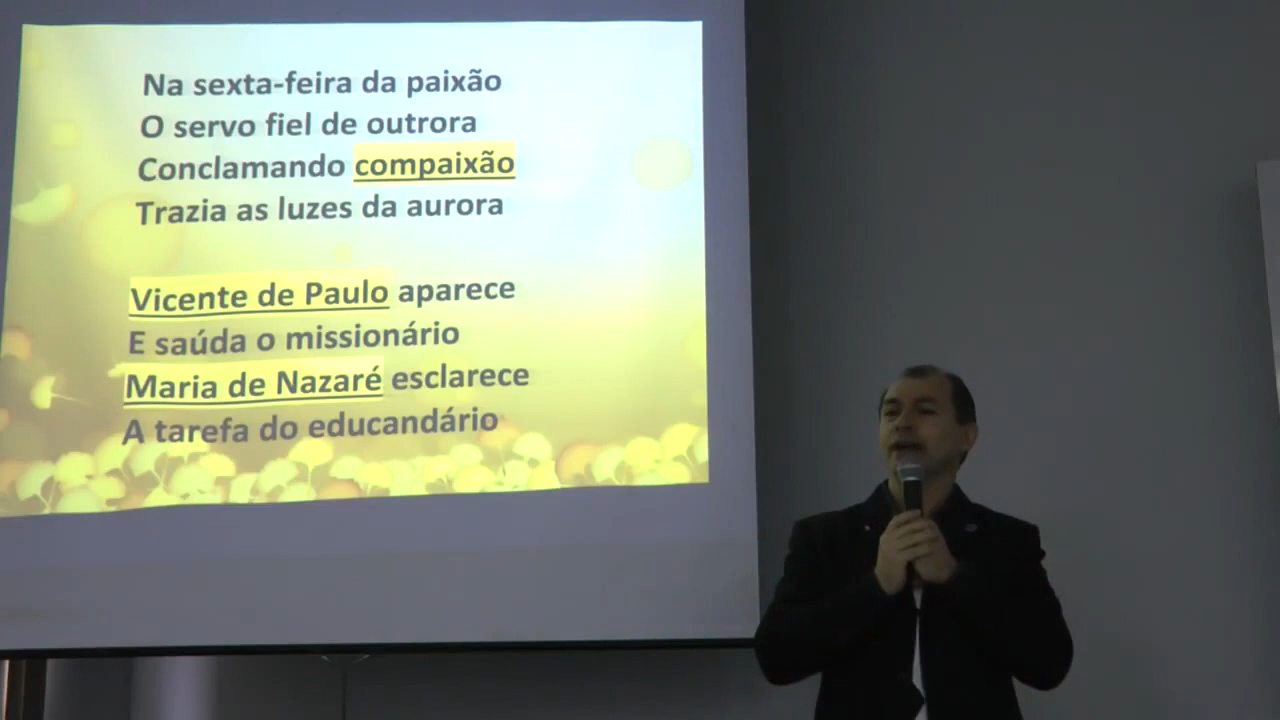 Na sexta-feira da paixão
O servo fiel de outrora
Conclamando compaixão
Trazia as luzes da aurora
Vicente de Paulo aparece
E saúda o missionário
Maria de Nazaré esclarece
A tarefa do educandário